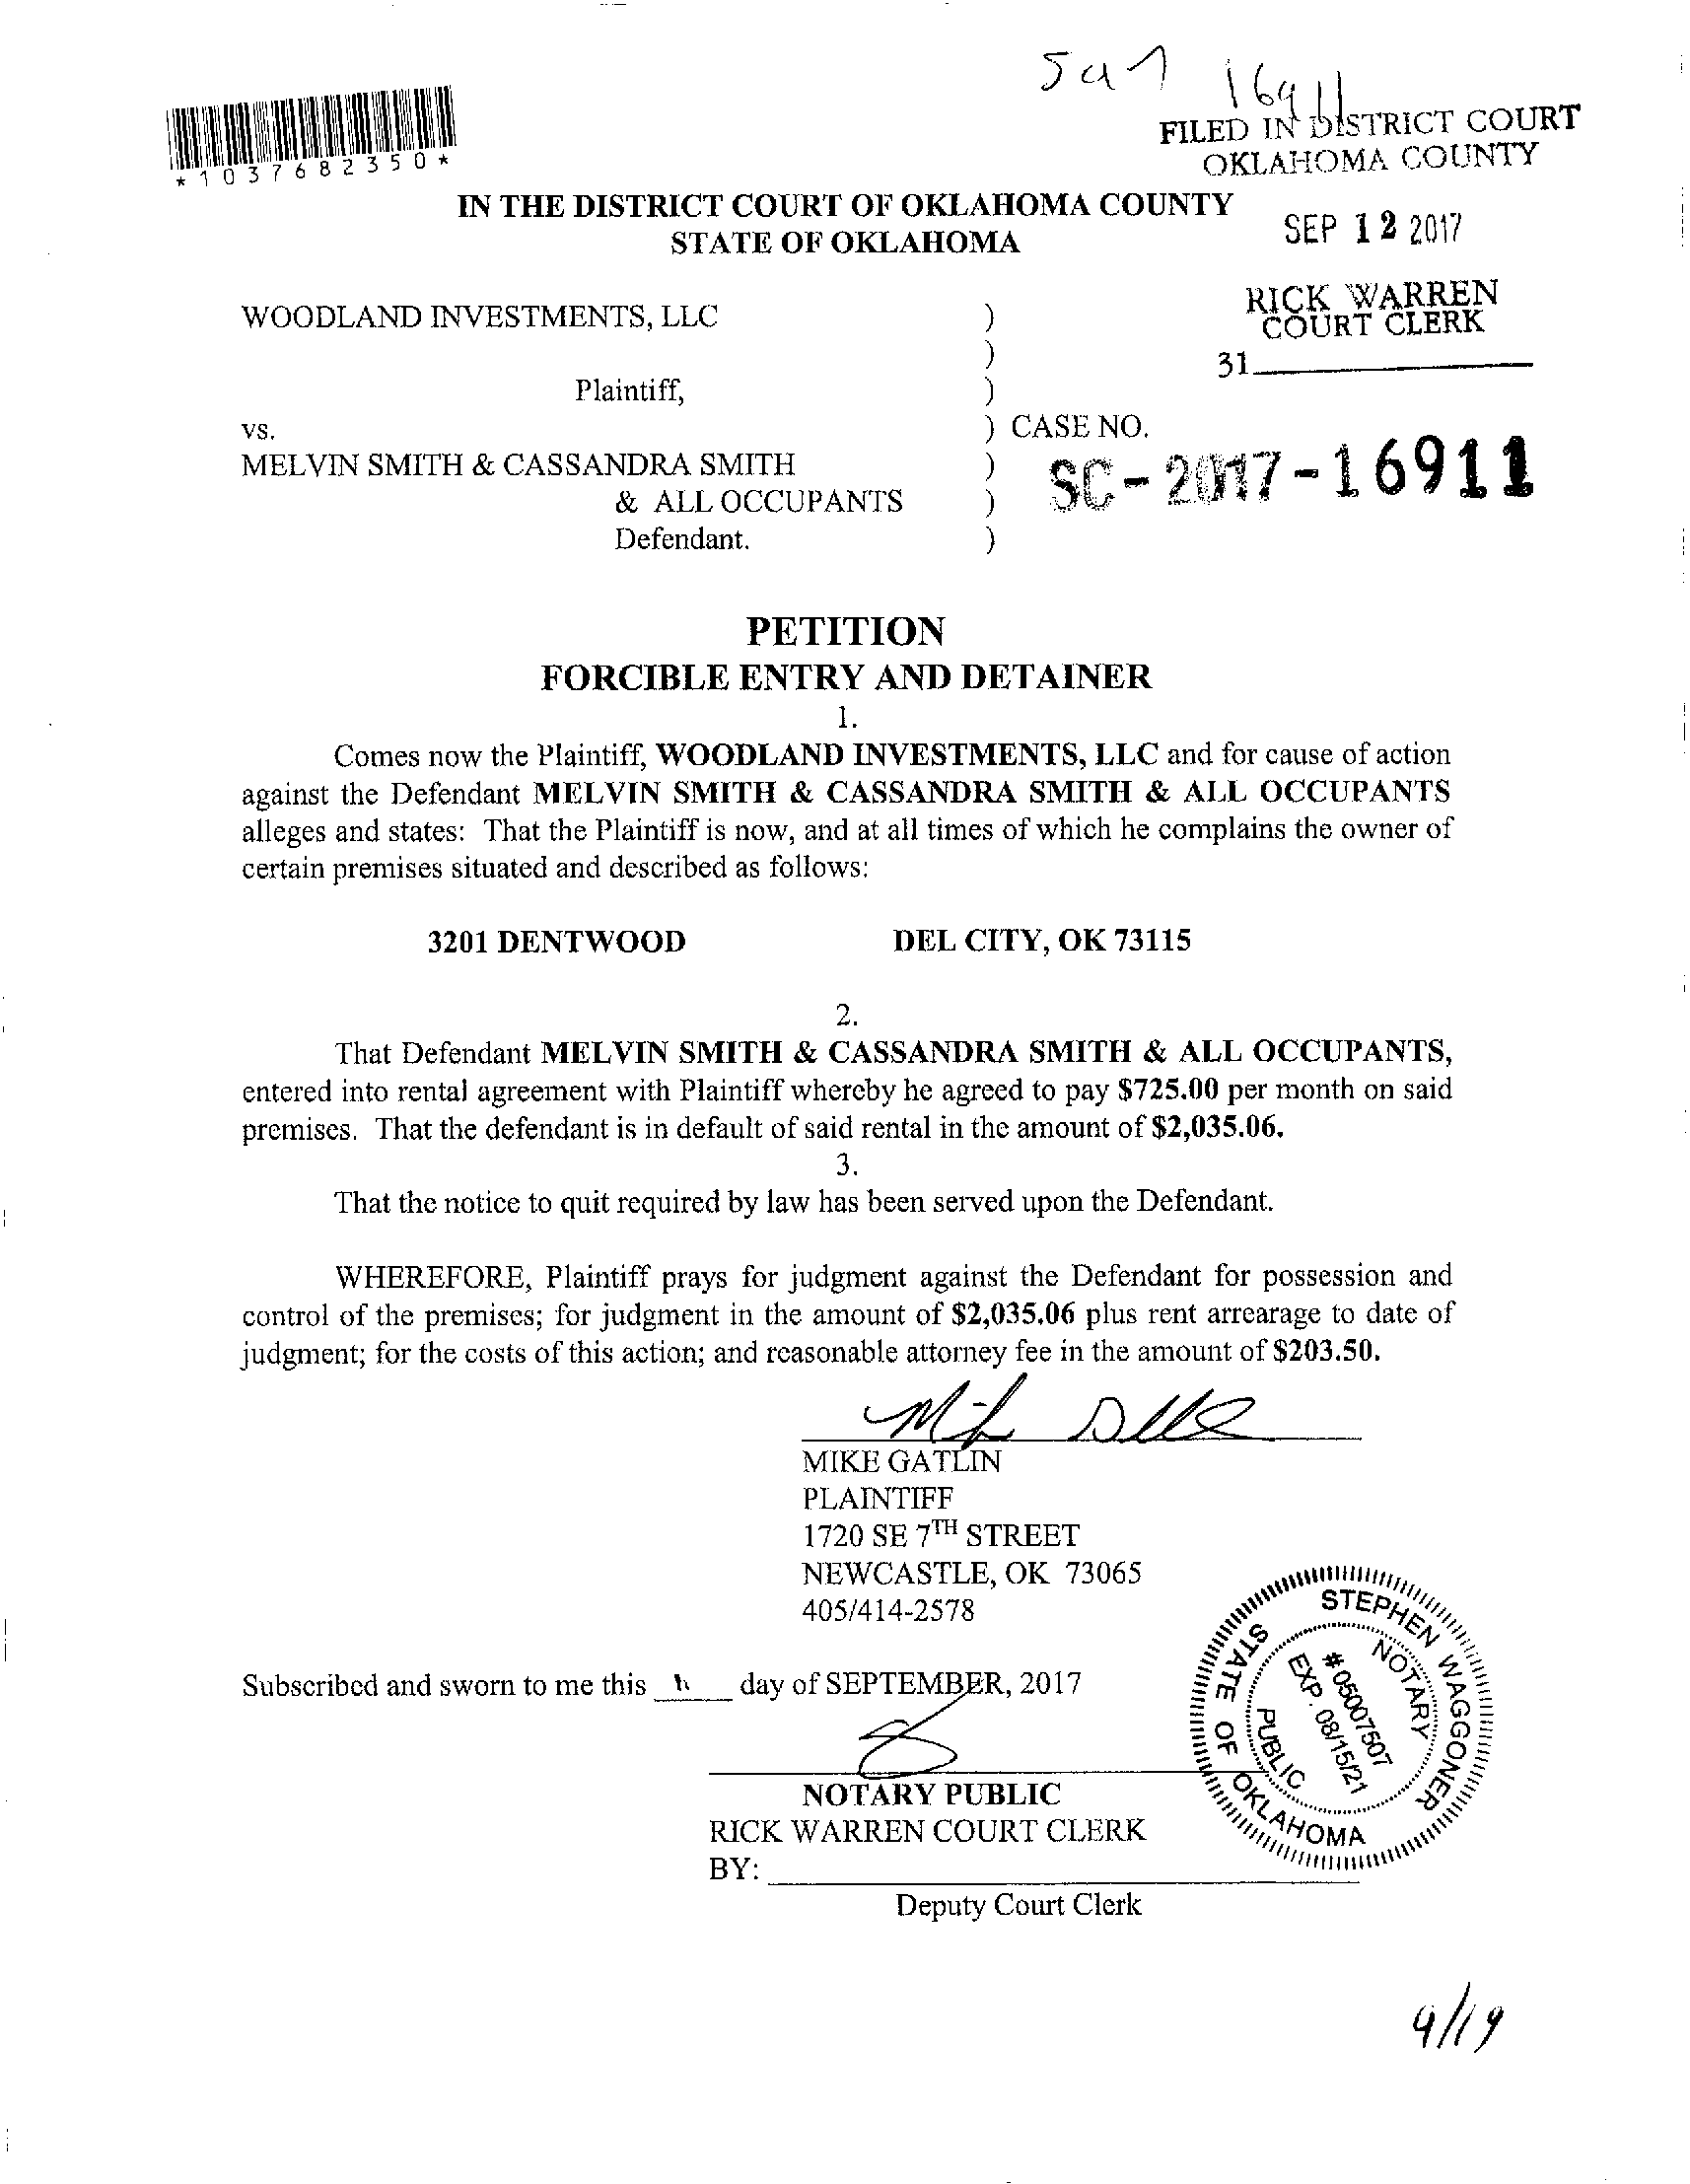 16911
FILED IN DISTRICT COURT
OKLAHOMA COUNTY
*1037682350*
IN THE DISTRICT COURT OF OKLAHOMA COUNTY
STATE OF OKLAHOMA
SEP 12 2017
RICK WARREN
COURT CLERK
31
WOODLAND INVESTMENTS, LLC )
)
Plaintiff, )
vs. ) CASE NO.
MELVIN SMITH & CASSANDRA SMITH ) SC-2017-16911
& ALL OCCUPANTS )
Defendant. )
PETITION
FORCIBLE ENTRY AND DETAINER
1.
Comes now the Plaintiff, WOODLAND INVESTMENTS, LLC and for cause of action
against the Defendant MELVIN SMITH & CASSANDRA SMITH & ALL OCCUPANTS
alleges and states: That the Plaintiff is now, and at all times of which he complains the owner of
certain premises situated and described as follows:
3201 DENTWOOD DEL CITY, OK 73115
2.
That Defendant MELVIN SMITH & CASSANDRA SMITH & ALL OCCUPANTS,
entered into rental agreement with Plaintiff whereby he agreed to pay $725.00 per month on said
premises. That the defendant is in default of said rental in the amount of $2,035.06.
3.
That the notice to quit required by law has been served upon the Defendant.
WHEREFORE, Plaintiff prays for judgment against the Defendant for possession and
control of the premises; for judgment in the amount of $2,035.06 plus rent arrearage to date of
judgment; for the costs of this action; and reasonable attorney fee in the amount of $203.50.
MIKE GATLIN
PLAINTIFF
1720 SE 7TH STREET
NEWCASTLE, OK 73065
405/414-2578
Subscribed and sworn to me this day of SEPTEMBER, 2017
NOTARY PUBLIC
RICK WARREN COURT CLERK
BY:
Deputy Court Clerk
STEPHEN WAGGONER
NOTARY
# 05007507
EXP. 08/15/21
PUBLIC
STATE OF OKLAHOMA
9/19